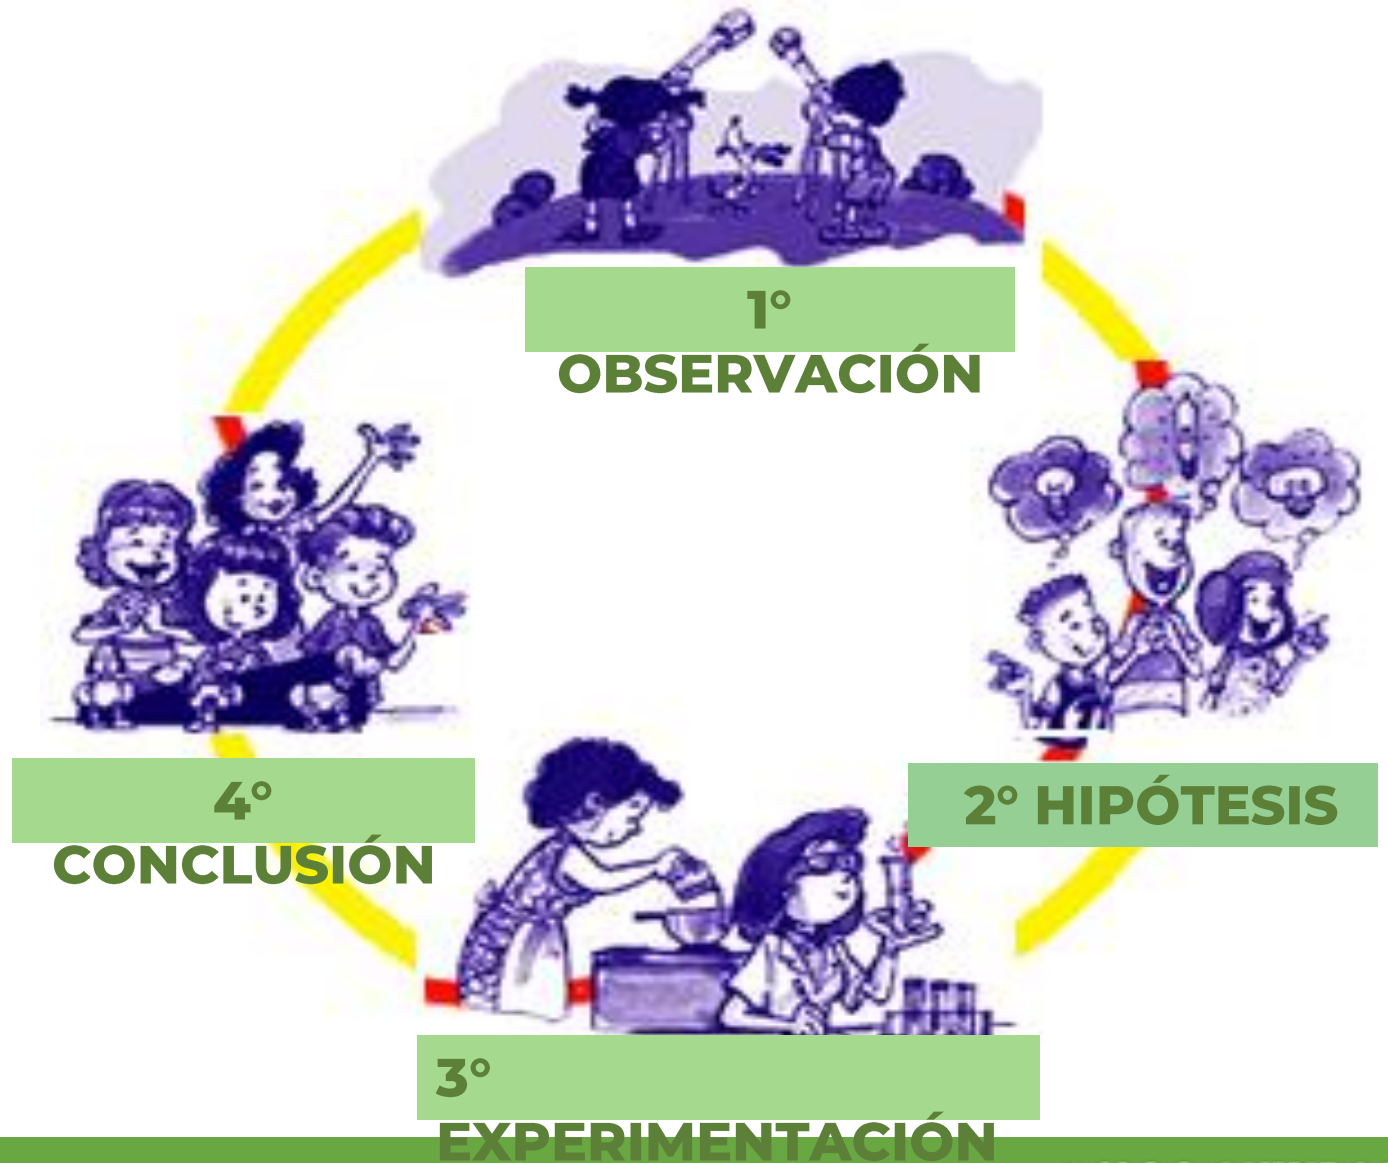 1°
OBSERVACIÓN
2° HIPÓTESIS
4°
CONCLUSIÓN
3°
EXPERIMENTACIÓN